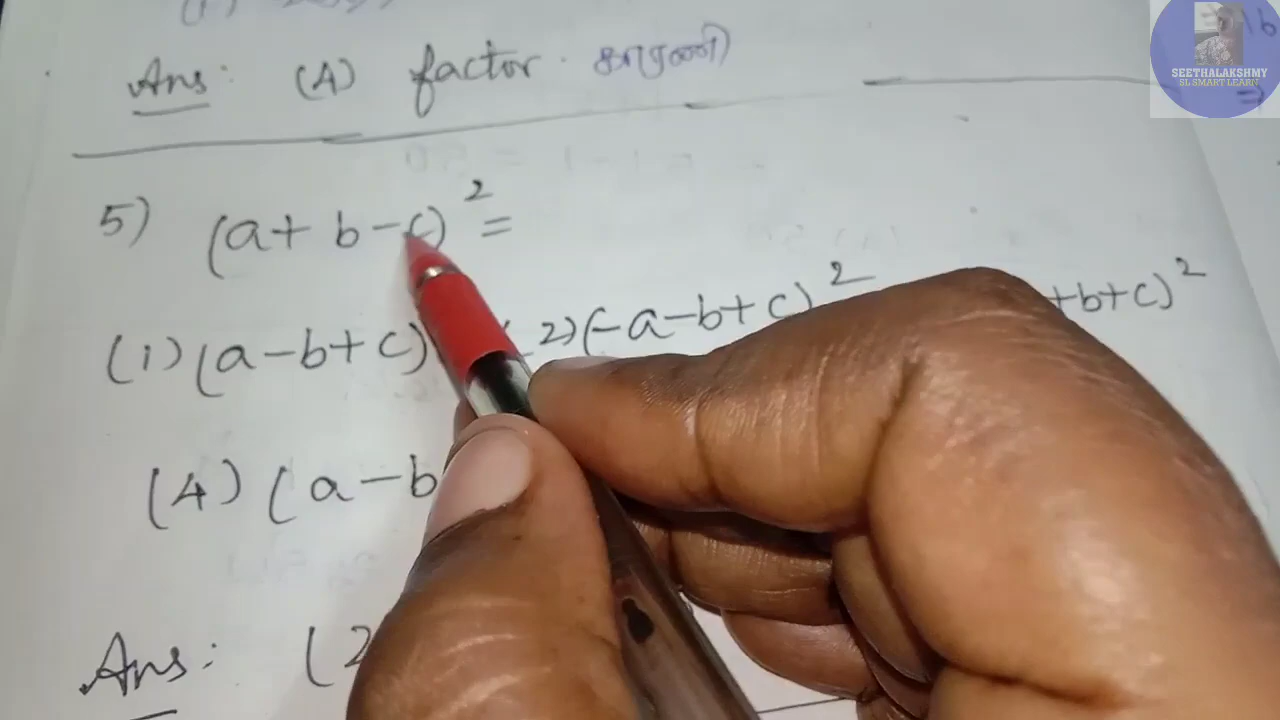 Ans: (A) factor. காரணி
SEETHALAKSHMY
SL SMART LEARN
5) (a + b - c)² =
(1) (a - b + c) 2) (-a - b + c)² + b + c)²
(4) (a - b
Ans: (2